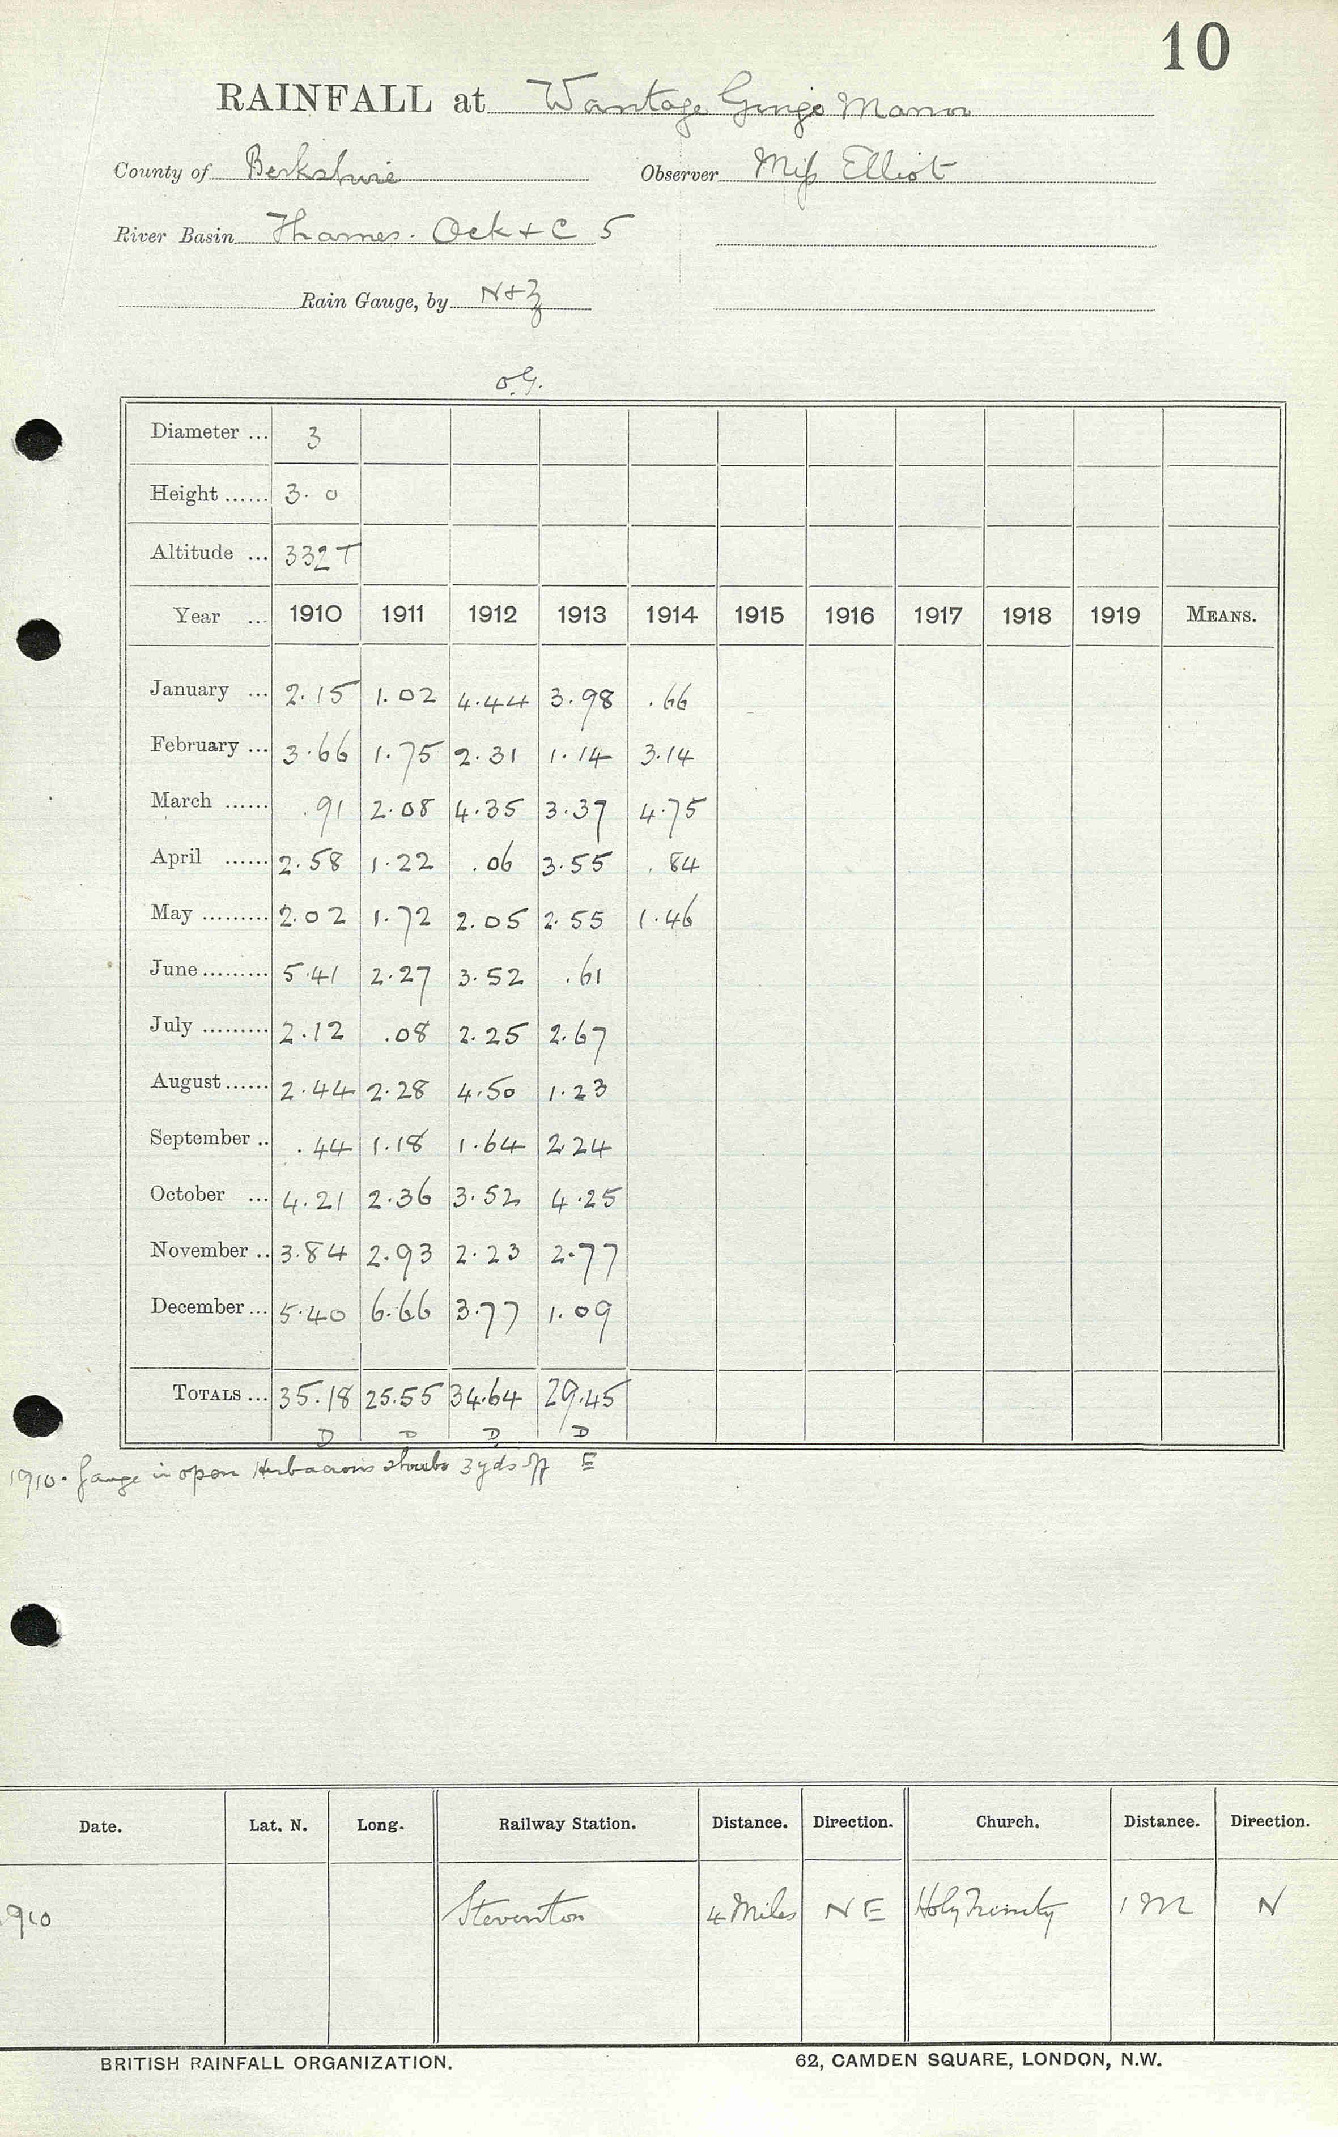 10
RAINFALL at Wantage Ginge Manor
County of Berkshire Observer Miss Elliot
River Basin Thames. Ock + C 5
Rain Gauge, by N & Z
o.G.
Diameter ... 3
Height ...... 3. 0
Altitude ... 332 T
Year ... 1910 1911 1912 1913 1914 1915 1916 1917 1918 1919 MEANS.
January ... 2.15 1.02 4.44 3.98 .66
February ... 3.66 1.75 2.31 1.14 3.14
March ...... .91 2.08 4.35 3.37 4.75
April ...... 2.58 1.22 .06 3.55 .84
May ......... 2.02 1.72 2.05 2.55 1.46
June ......... 5.41 2.27 3.52 .61
July ......... 2.12 .08 2.25 2.67
August ...... 2.44 2.28 4.50 1.23
September .. .44 1.18 1.64 2.24
October ... 4.21 2.36 3.52 4.25
November .. 3.84 2.93 2.23 2.77
December ... 5.40 6.66 3.77 1.09
TOTALS ... 35.18 25.55 34.64 29.45
D D D D
1910. Gauge in open Herbaceous shrubs 3 yds off E
Date. Lat. N. Long. Railway Station. Distance. Direction. Church. Distance. Direction.
1910 Steventon 4 Miles N E Holy Trinity 1 M N
BRITISH RAINFALL ORGANIZATION. 62, CAMDEN SQUARE, LONDON, N.W.